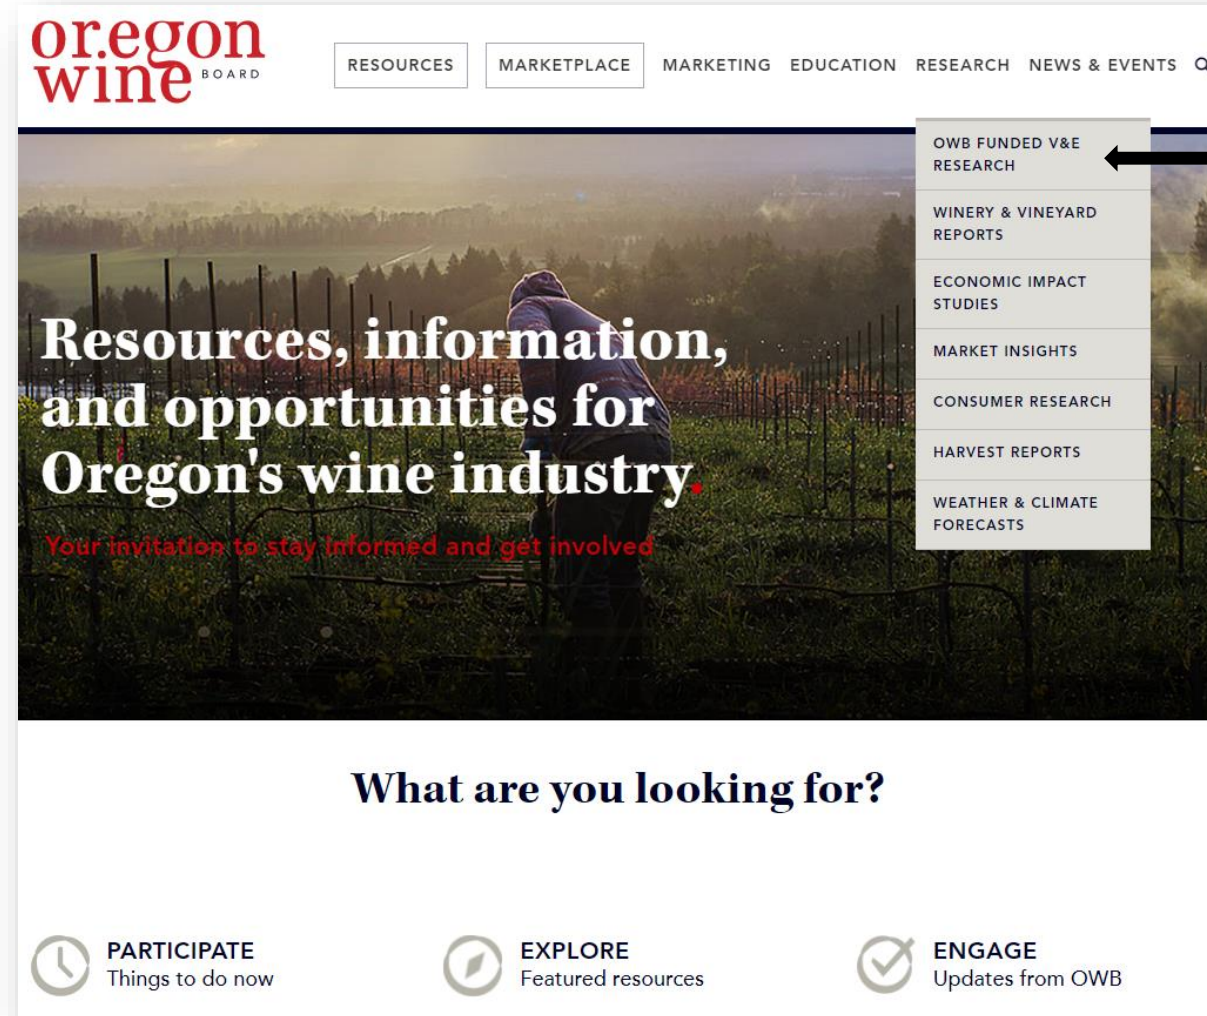 oregon
wine BOARD
RESOURCES MARKETPLACE MARKETING EDUCATION RESEARCH NEWS & EVENTS
OWB FUNDED V&E
RESEARCH
WINERY & VINEYARD
REPORTS
ECONOMIC IMPACT
STUDIES
MARKET INSIGHTS
CONSUMER RESEARCH
HARVEST REPORTS
WEATHER & CLIMATE
FORECASTS
Resources, information,
and opportunities for
Oregon's wine industry.
Your invitation to stay informed and get involved
What are you looking for?
PARTICIPATE
Things to do now
EXPLORE
Featured resources
ENGAGE
Updates from OWB